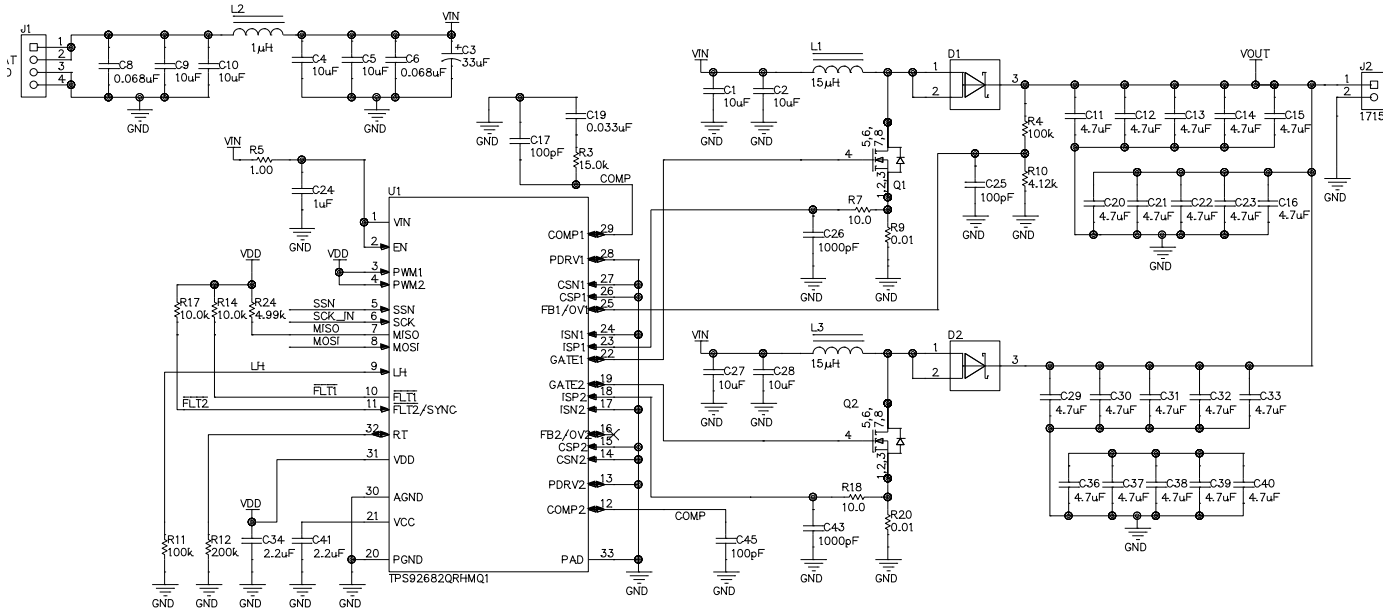 J1
1
2
3
4
C8
0.068uF
C9
10uF
C10
10uF
GND
L2
1µH
C4
10uF
C5
10uF
C6
0.068uF
GND
VIN
+
C3
33uF
GND
C17
100pF
C19
0.033uF
R3
15.0k
COMP
VIN
R5
1.00
C24
1uF
GND
U1
1
VIN
2
EN
VDD
3
PWM1
4
PWM2
VDD
R17
10.0k
R14
10.0k
R24
4.99k
SSN
5
SSN
SCK_IN
6
SCK
MISO
7
MISO
MOSI
8
MOSI
LH
9
LH
FLT1
10
FLT1
FLT2
11
FLT2/SYNC
32
RT
31
VDD
30
AGND
21
VCC
20
PGND
TPS92682QRHMQ1
R11
100k
GND
R12
200k
GND
VDD
C34
2.2uF
GND
C41
2.2uF
GND
GND
COMP1
29
PDRV1
28
CSN1
27
CSP1
26
FB1/OV1
25
ISN1
24
ISP1
23
GATE1
22
GATE2
19
ISP2
18
ISN2
17
FB2/OV2
16
CSP2
15
CSN2
14
PDRV2
13
COMP2
12
PAD
33
GND
COMP
C45
100pF
GND
VIN
C1
10uF
GND
C2
10uF
GND
L1
15µH
D1
1
2
3
4
5,6,
7,8
1,2,3
Q1
R7
10.0
C26
1000pF
GND
R9
0.01
GND
C25
100pF
GND
R4
100k
R10
4.12k
GND
VOUT
C11
4.7uF
C12
4.7uF
C13
4.7uF
C14
4.7uF
C15
4.7uF
C20
4.7uF
C21
4.7uF
C22
4.7uF
C23
4.7uF
C16
4.7uF
GND
J2
1
2
1715
GND
VIN
C27
10uF
GND
C28
10uF
GND
L3
15µH
D2
1
2
3
Q2
4
5,6,
7,8
1,2,3
R18
10.0
C43
1000pF
GND
R20
0.01
GND
C29
4.7uF
C30
4.7uF
C31
4.7uF
C32
4.7uF
C33
4.7uF
C36
4.7uF
C37
4.7uF
C38
4.7uF
C39
4.7uF
C40
4.7uF
GND